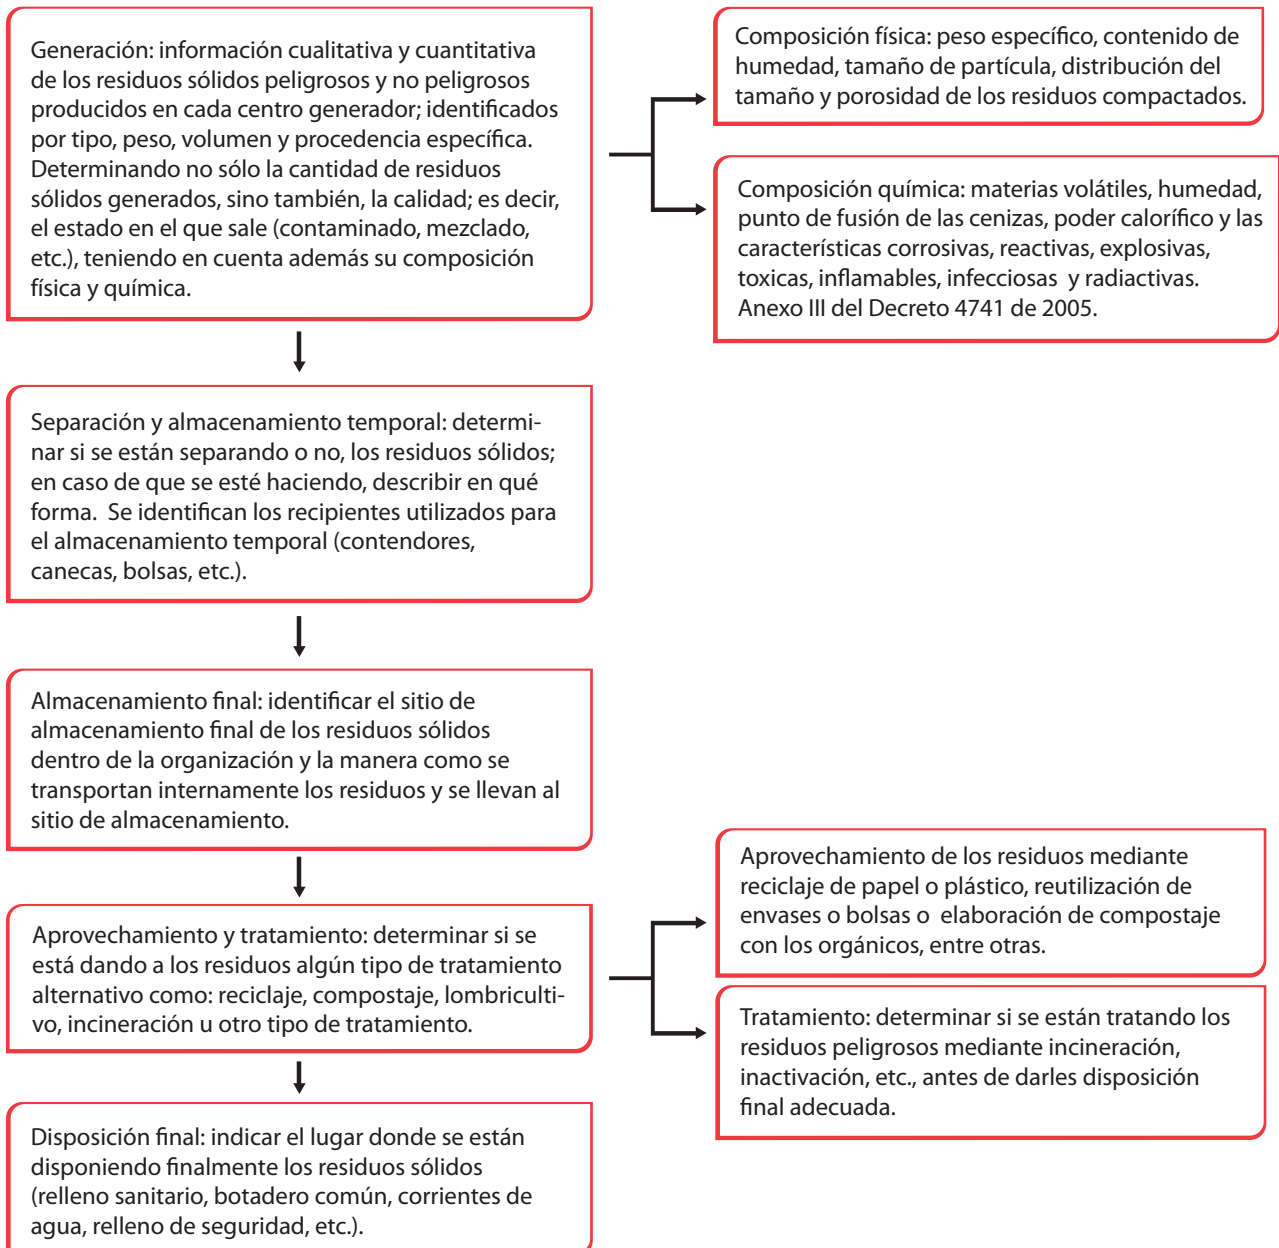 Generación: información cualitativa y cuantitativa
de los residuos sólidos peligrosos y no peligrosos
producidos en cada centro generador; identificados
por tipo, peso, volumen y procedencia específica.
Determinando no sólo la cantidad de residuos
sólidos generados, sino también, la calidad; es decir,
el estado en el que sale (contaminado, mezclado,
etc.), teniendo en cuenta además su composición
física y química.
Composición física: peso específico, contenido de
humedad, tamaño de partícula, distribución del
tamaño y porosidad de los residuos compactados.
Composición química: materias volátiles, humedad,
punto de fusión de las cenizas, poder calorífico y las
características corrosivas, reactivas, explosivas,
toxicas, inflamables, infecciosas  y radiactivas.
Anexo III del Decreto 4741 de 2005.
Separación y almacenamiento temporal: determi-
nar si se están separando o no, los residuos sólidos;
en caso de que se esté haciendo, describir en qué
forma.  Se identifican los recipientes utilizados para
el almacenamiento temporal (contendores,
canecas, bolsas, etc.).
Almacenamiento final: identificar el sitio de
almacenamiento final de los residuos sólidos
dentro de la organización y la manera como se
transportan internamente los residuos y se llevan al
sitio de almacenamiento.
Aprovechamiento y tratamiento: determinar si se
está dando a los residuos algún tipo de tratamiento
alternativo como: reciclaje, compostaje, lombriculti-
vo, incineración u otro tipo de tratamiento.
Aprovechamiento de los residuos mediante
reciclaje de papel o plástico, reutilización de
envases o bolsas o  elaboración de compostaje
con los orgánicos, entre otras.
Tratamiento: determinar si se están tratando los
residuos peligrosos mediante incineración,
inactivación, etc., antes de darles disposición
final adecuada.
Disposición final: indicar el lugar donde se están
disponiendo finalmente los residuos sólidos
(relleno sanitario, botadero común, corrientes de
agua, relleno de seguridad, etc.).